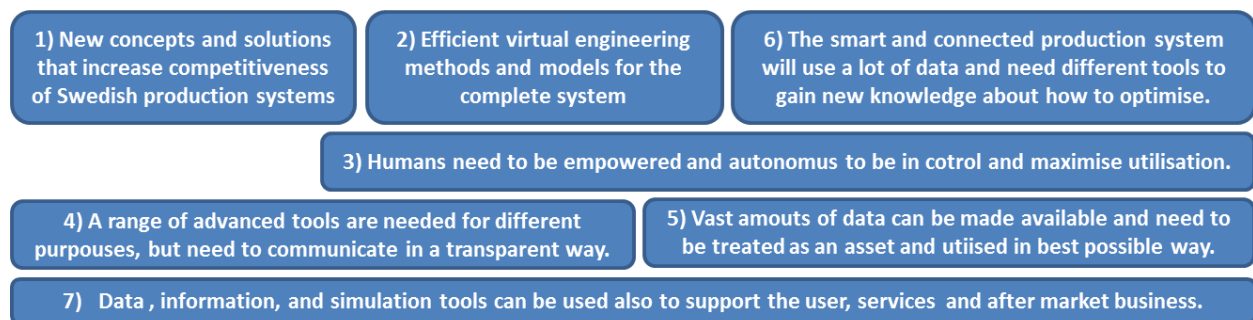 1) New concepts and solutions
that increase competitiveness
of Swedish production systems
2) Efficient virtual engineering
methods and models for the
complete system
6) The smart and connected production system
will use a lot of data and need different tools to
gain new knowledge about how to optimise.
3) Humans need to be empowered and autonomus to be in cotrol and maximise utilisation.
4) A range of advanced tools are needed for different
purpouses, but need to communicate in a transparent way.
5) Vast amouts of data can be made available and need to
be treated as an asset and utiised in best possible way.
7) Data , information, and simulation tools can be used also to support the user, services and after market business.